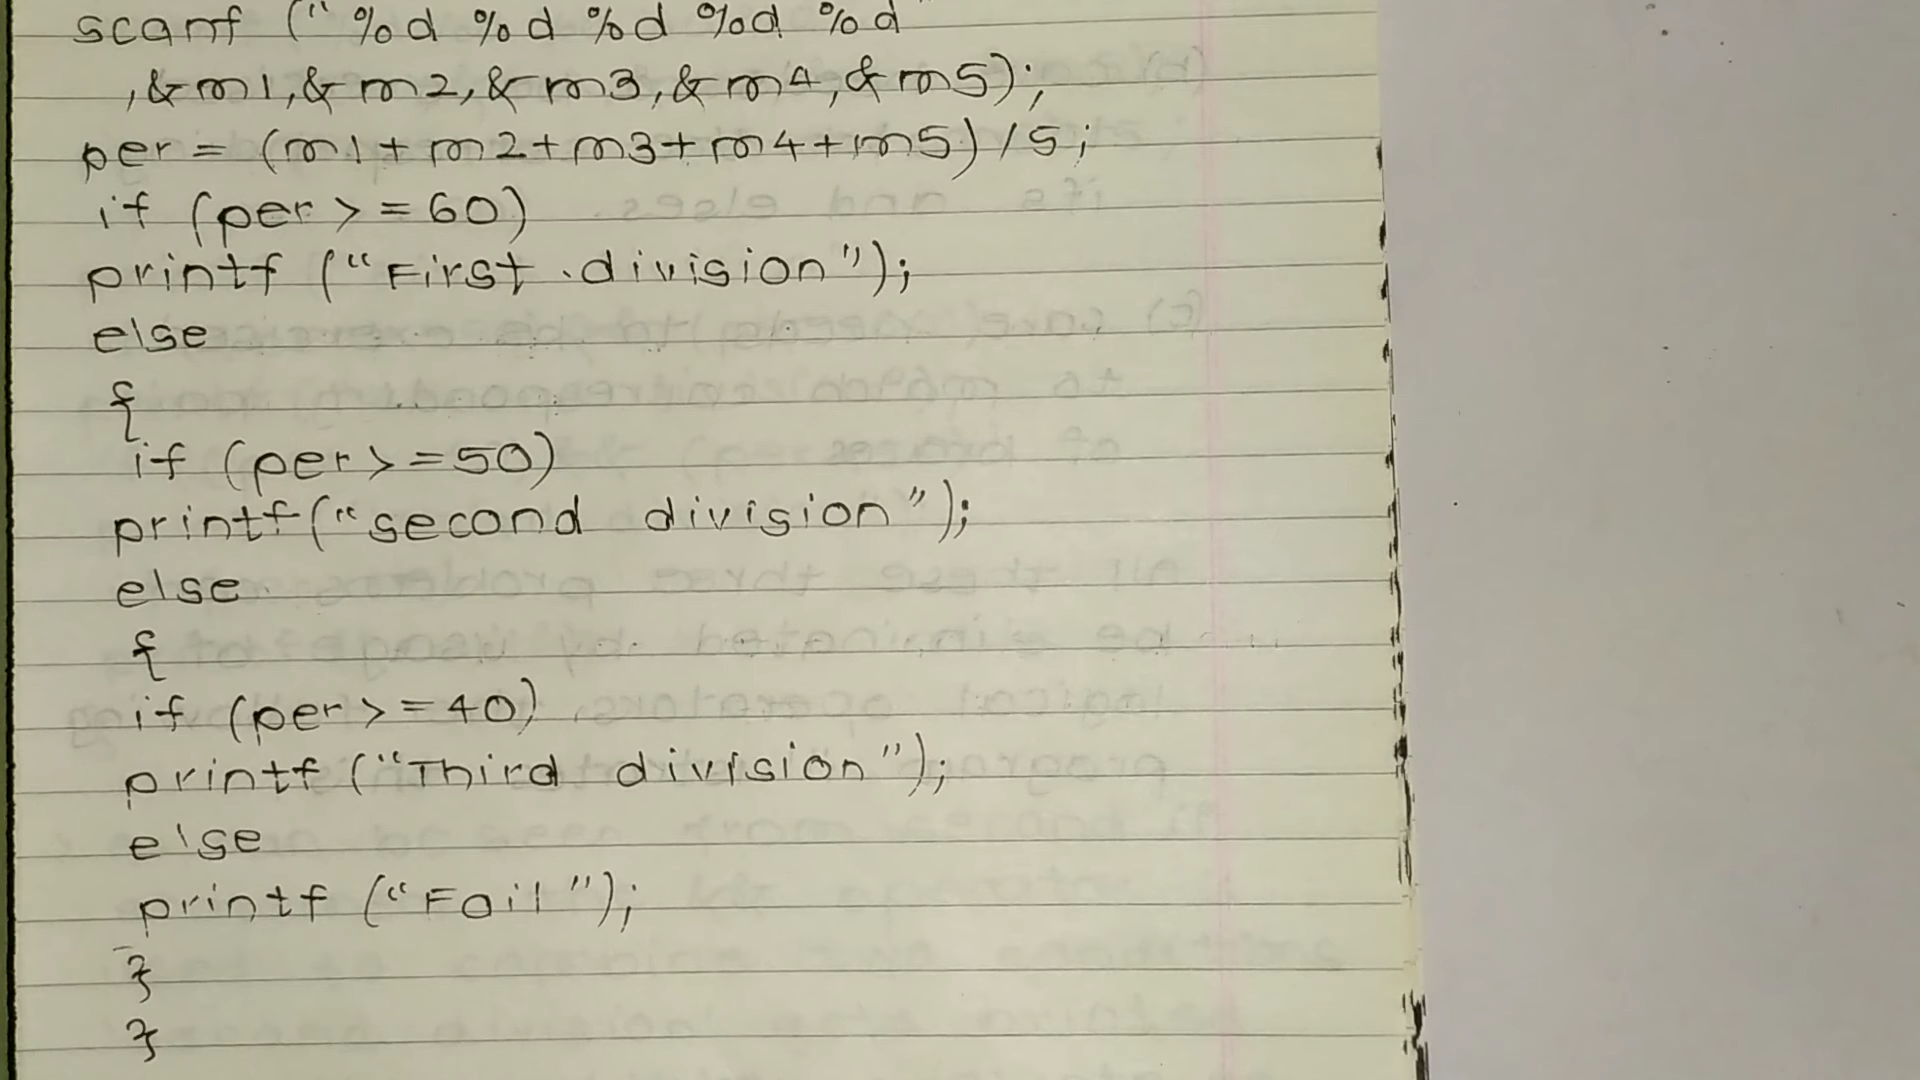 scanf (" %d %d %d %d %d"
,&m1,&m2,&m3,&m4,&m5);
per = (m1+m2+m3+m4+m5)/5;
if (per>=60)
printf ("First division");
else
{
if (per>=50)
printf("second division");
else
{
if (per>=40)
printf ("Third division");
else
printf ("Fail");
}
}